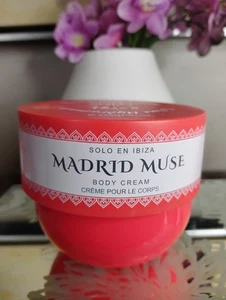 SOLO EN IBIZA
MADRID MUSE
BODY CREAM
CRÈME POUR LE CORPS